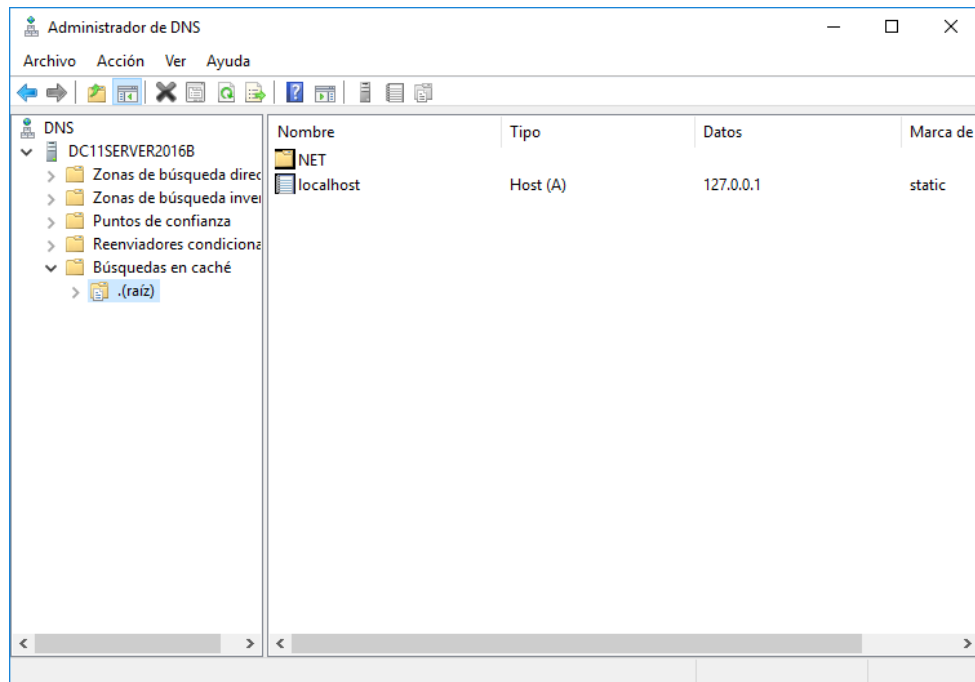 Administrador de DNS
Archivo Acción Ver Ayuda
DNS
DC11SERVER2016B
Zonas de búsqueda direc
Zonas de búsqueda inver
Puntos de confianza
Reenviadores condiciona
Búsquedas en caché
.(raíz)
Nombre Tipo Datos Marca de
NET
localhost Host (A) 127.0.0.1 static